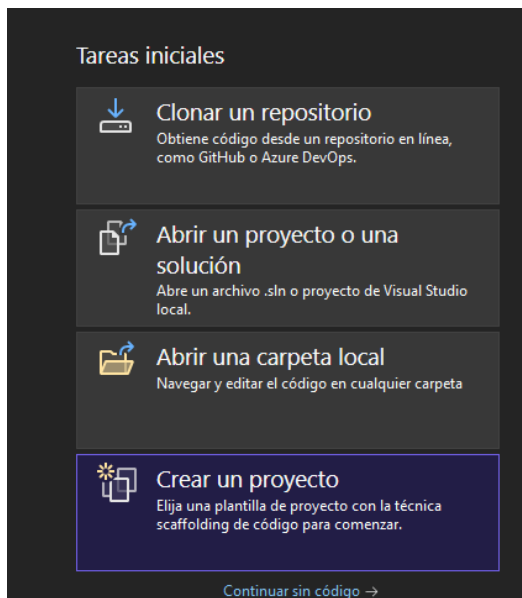 Tareas iniciales
Clonar un repositorio
Obtiene código desde un repositorio en línea,
como GitHub o Azure DevOps.
Abrir un proyecto o una
solución
Abre un archivo .sln o proyecto de Visual Studio
local.
Abrir una carpeta local
Navegar y editar el código en cualquier carpeta
Crear un proyecto
Elija una plantilla de proyecto con la técnica
scaffolding de código para comenzar.
Continuar sin código →